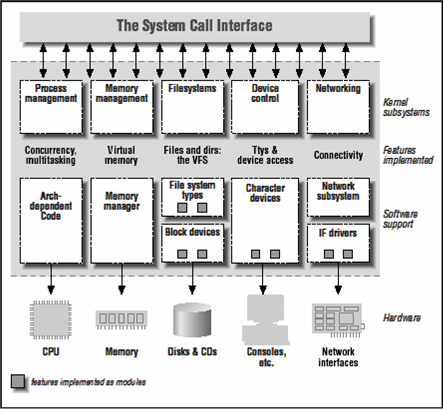 The System Call Interface
Process management
Memory management
Filesystems
Device control
Networking
Kernel subsystems
Concurrency, multitasking
Virtual memory
Files and dirs: the VFS
Ttys & device access
Connectivity
Features implemented
Arch-dependent Code
Memory manager
File system types
Character devices
Network subsystem
Software support
Block devices
IF drivers
Hardware
CPU
Memory
Disks & CDs
Consoles, etc.
Network interfaces
features implemented as modules